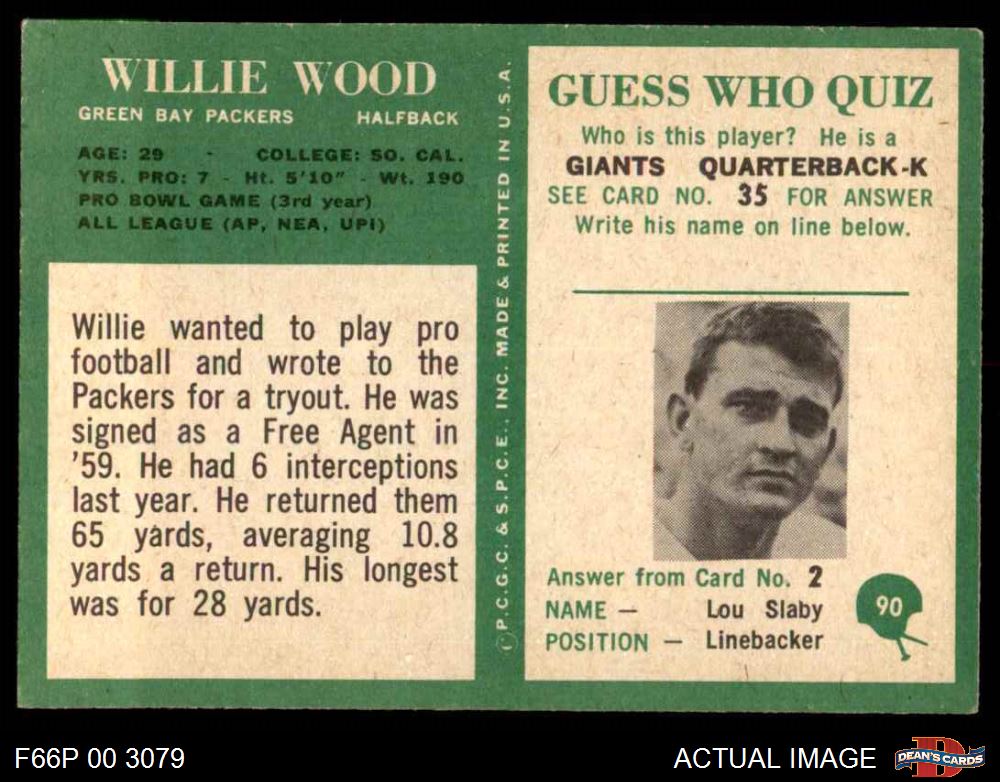 WILLIE WOOD
GREEN BAY PACKERS HALFBACK
AGE: 29 - COLLEGE: SO. CAL.
YRS. PRO: 7 - Ht. 5'10" - Wt. 190
PRO BOWL GAME (3rd year)
ALL LEAGUE (AP, NEA, UPI)
Willie wanted to play pro
football and wrote to the
Packers for a tryout. He was
signed as a Free Agent in
'59. He had 6 interceptions
last year. He returned them
65 yards, averaging 10.8
yards a return. His longest
was for 28 yards.
©P.C.G.C. & S.P.C.E., INC. MADE & PRINTED IN U.S.A.
GUESS WHO QUIZ
Who is this player? He is a
GIANTS QUARTERBACK-K
SEE CARD NO. 35 FOR ANSWER
Write his name on line below.
Answer from Card No. 2
NAME — Lou Slaby
POSITION — Linebacker
90
F66P 00 3079
ACTUAL IMAGE
D
DEAN'S CARDS